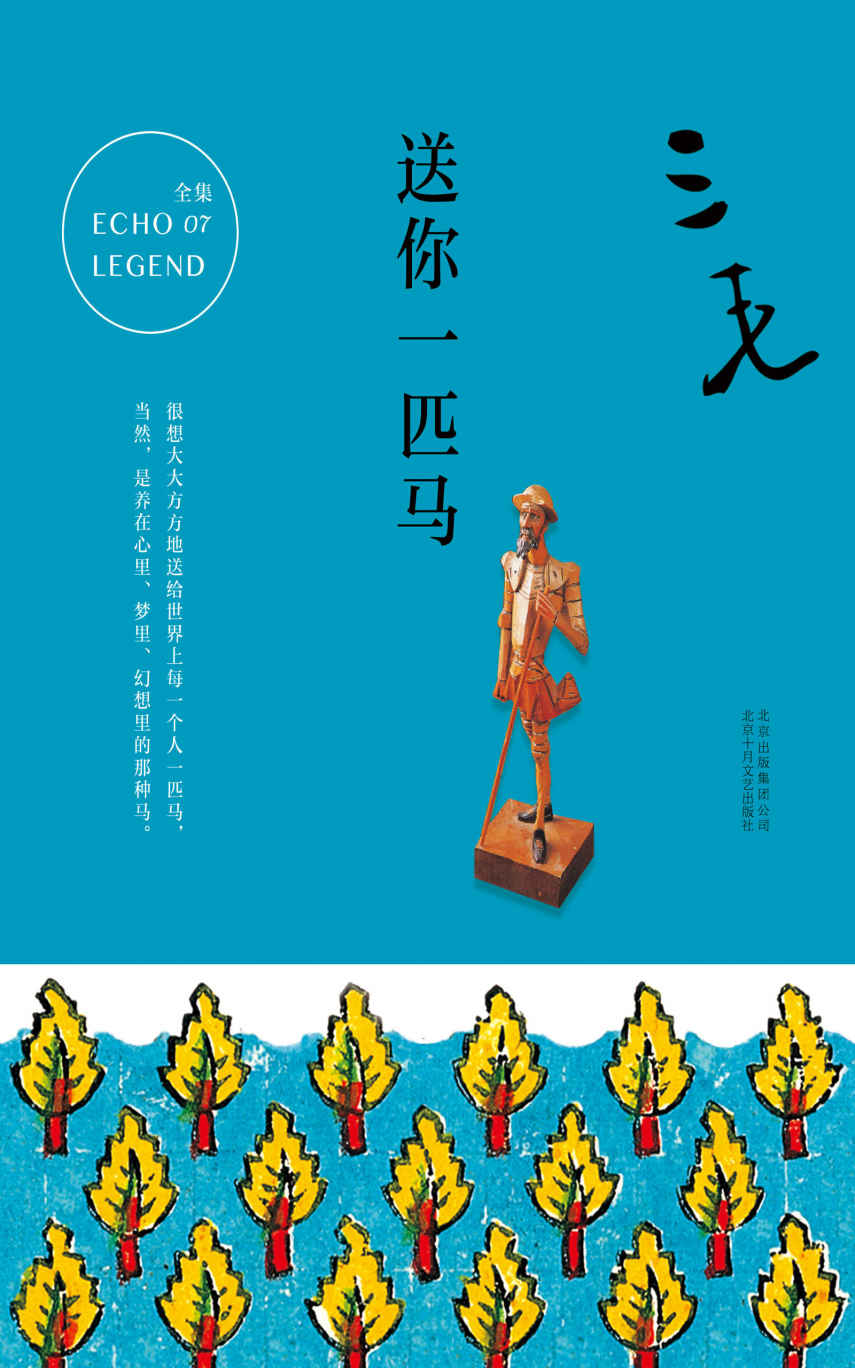 三毛
送你一匹马
全集
ECHO 07
LEGEND
很想大大方方地送给世界上每一个人一匹马，
当然，是养在心里、梦里、幻想里的那种马。
北京出版集团公司
北京十月文艺出版社